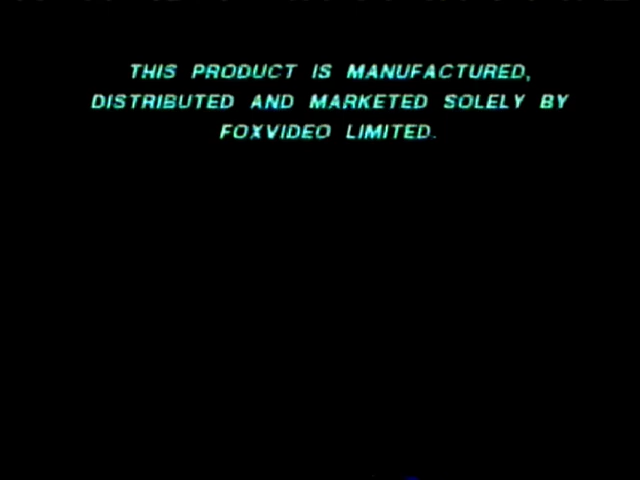 THIS PRODUCT IS MANUFACTURED,
DISTRIBUTED AND MARKETED SOLELY BY
FOXVIDEO LIMITED.